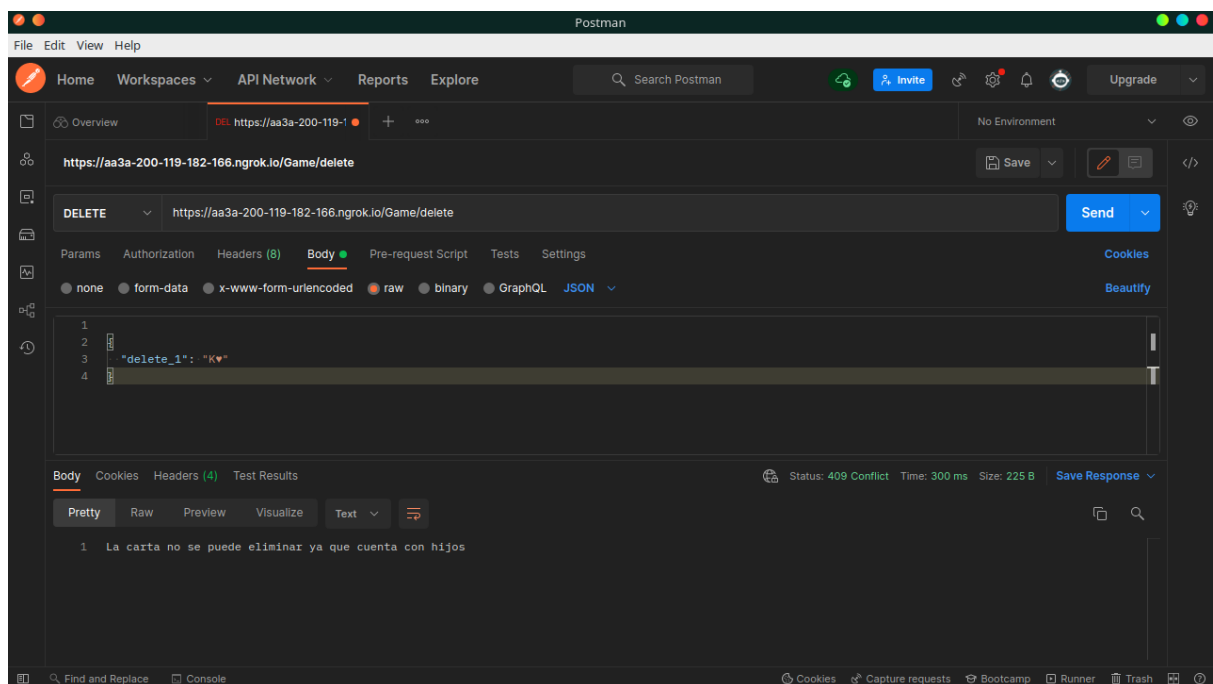 Postman
File Edit View Help
Home Workspaces API Network Reports Explore Search Postman Invite Upgrade
Overview DEL https://aa3a-200-119-1 No Environment
https://aa3a-200-119-182-166.ngrok.io/Game/delete Save
DELETE https://aa3a-200-119-182-166.ngrok.io/Game/delete Send
Params Authorization Headers (8) Body Pre-request Script Tests Settings Cookies
none form-data x-www-form-urlencoded raw binary GraphQL JSON Beautify
1
2 {
3 "delete_1": "K♥"
4 }
Body Cookies Headers (4) Test Results Status: 409 Conflict Time: 300 ms Size: 225 B Save Response
Pretty Raw Preview Visualize Text
1 La carta no se puede eliminar ya que cuenta con hijos
Find and Replace Console Cookies Capture requests Bootcamp Runner Trash